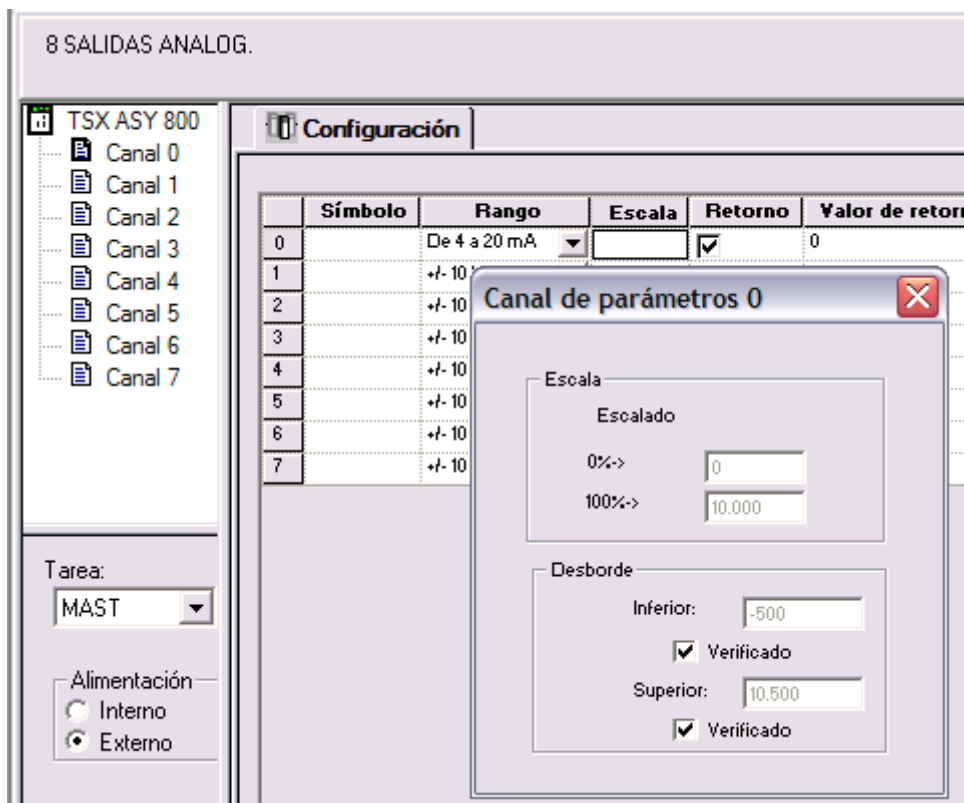 8 SALIDAS ANALOG.
TSX ASY 800
Canal 0
Canal 1
Canal 2
Canal 3
Canal 4
Canal 5
Canal 6
Canal 7
Tarea:
MAST
Alimentación
Interno
Externo
Configuración
Símbolo Rango Escala Retorno Valor de retorn
0 De 4 a 20 mA 0
1 +/- 10
2 +/- 10
3 +/- 10
4 +/- 10
5 +/- 10
6 +/- 10
7 +/- 10
Canal de parámetros 0
Escala
Escalado
0%-> 0
100%-> 10.000
Desborde
Inferior: -500
Verificado
Superior: 10.500
Verificado